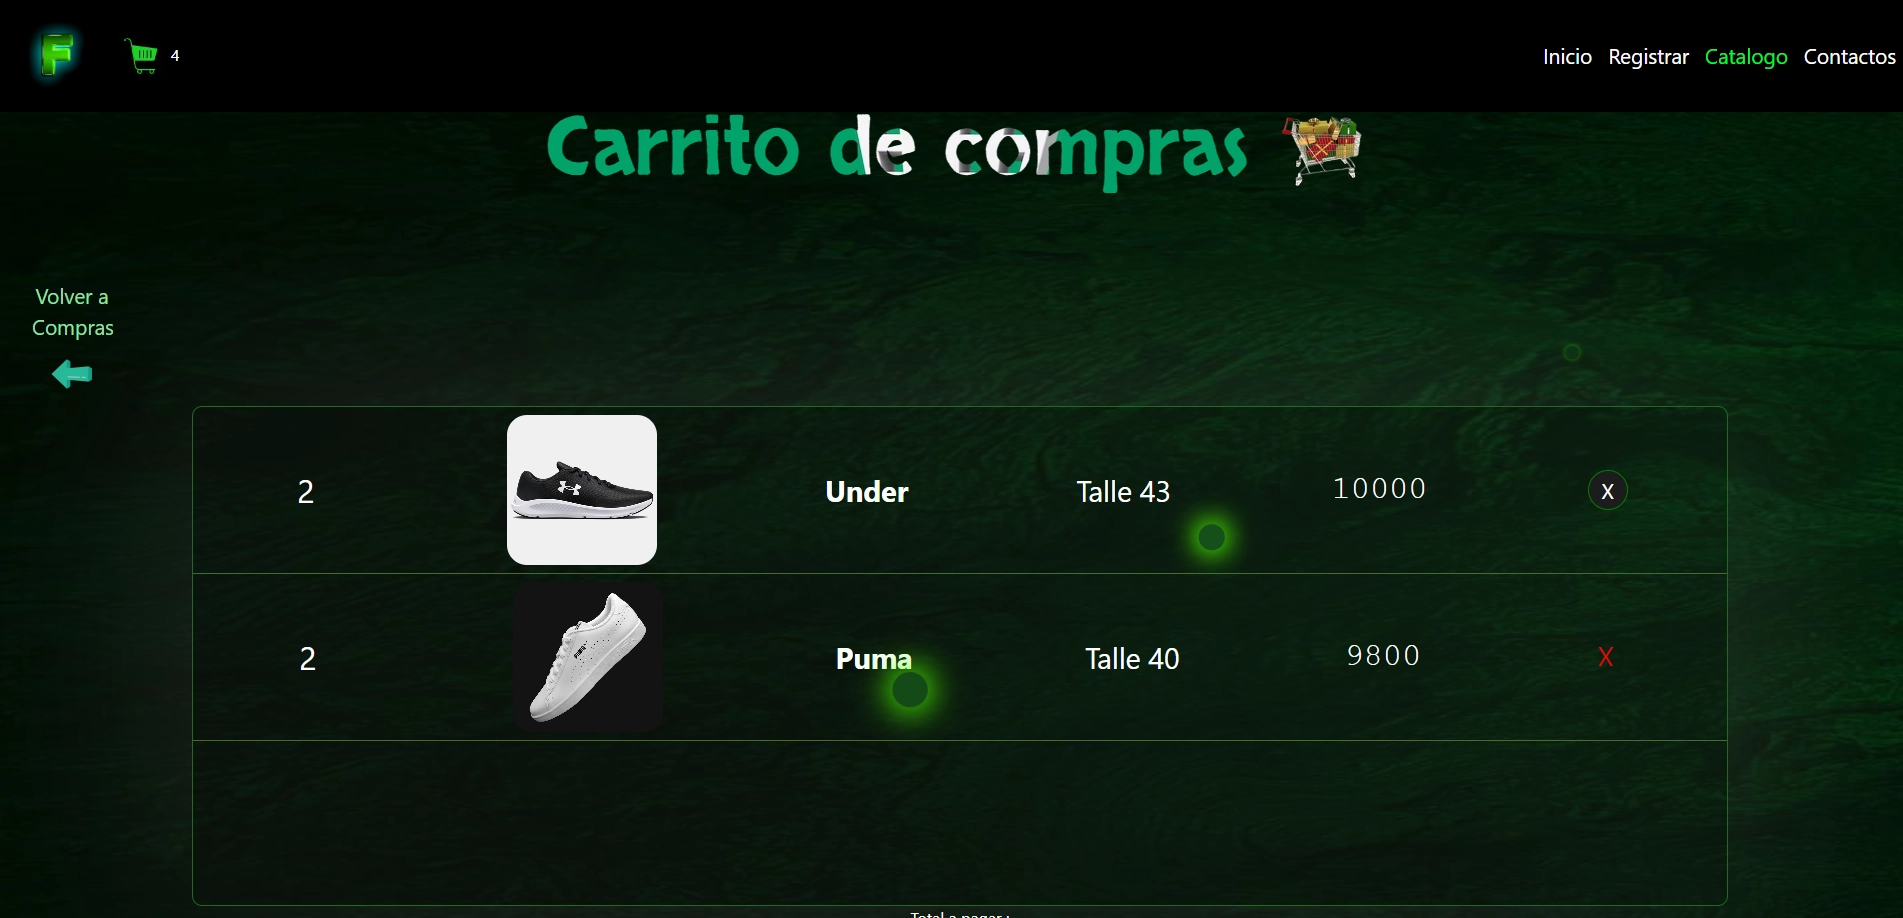 F
4
Inicio Registrar Catalogo Contactos
Carrito de compras
Volver a
Compras
2 Under Talle 43 10000 X
2 Puma Talle 40 9800 X
Total a pagar :